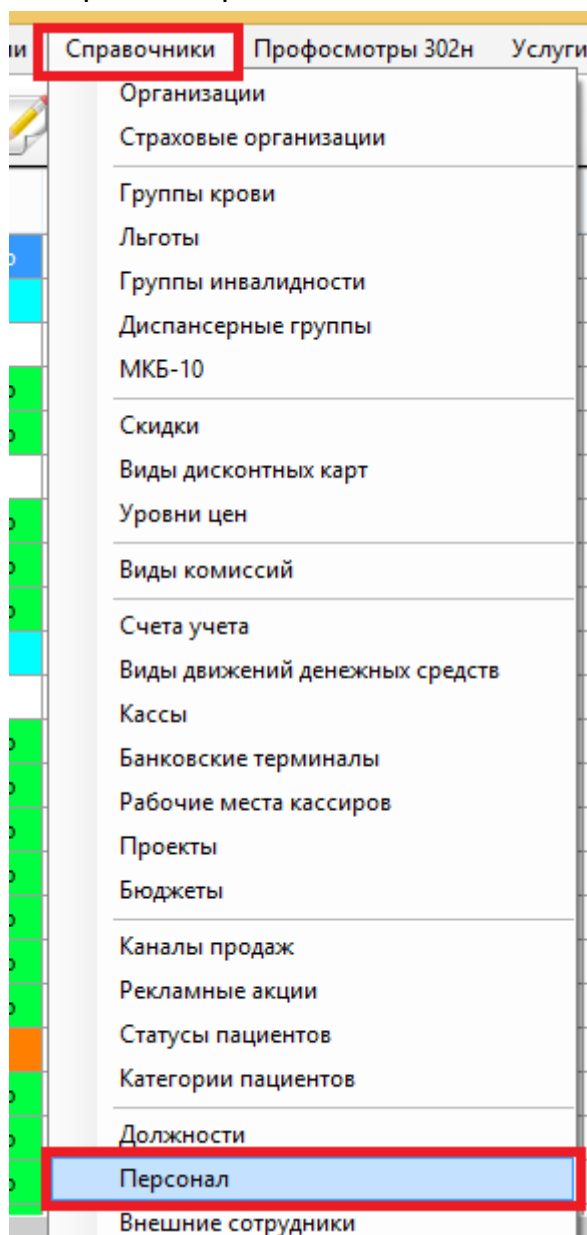 Справочники Профосмотры 302н Услуги
Организации
Страховые организации
Группы крови
Льготы
Группы инвалидности
Диспансерные группы
МКБ-10
Скидки
Виды дисконтных карт
Уровни цен
Виды комиссий
Счета учета
Виды движений денежных средств
Кассы
Банковские терминалы
Рабочие места кассиров
Проекты
Бюджеты
Каналы продаж
Рекламные акции
Статусы пациентов
Категории пациентов
Должности
Персонал
Внешние сотрудники